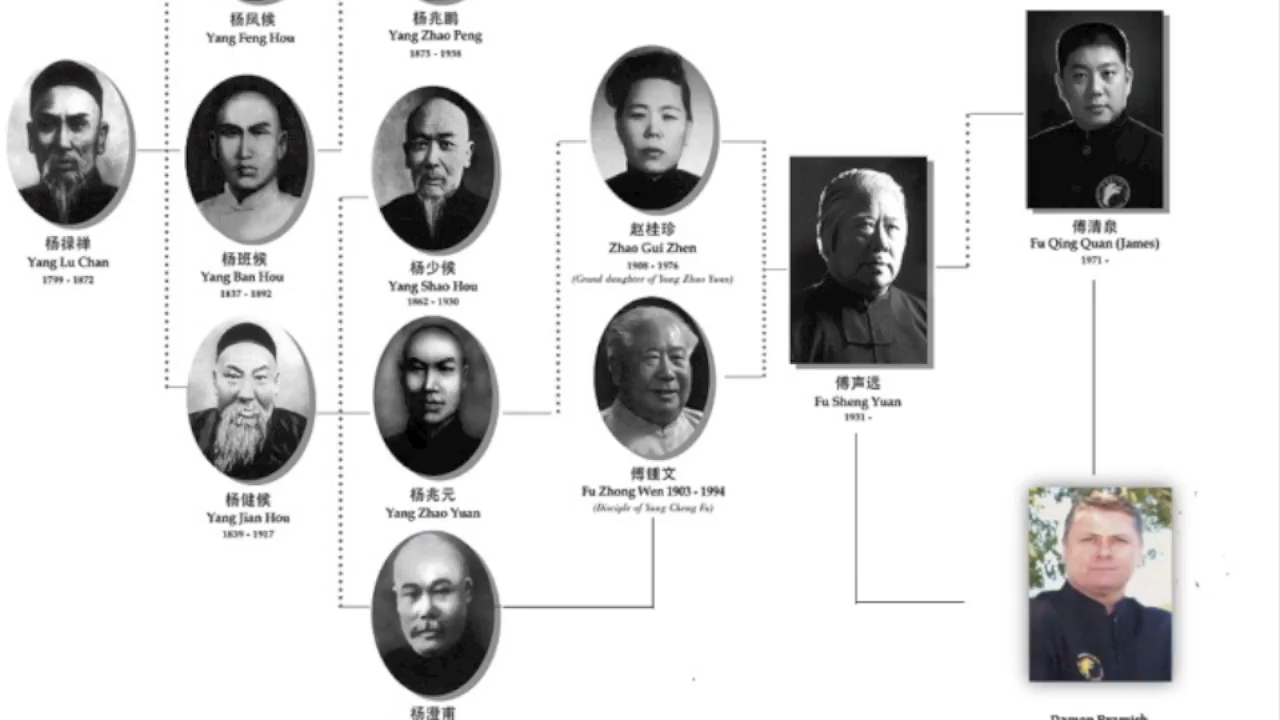 杨凤候
Yang Feng Hou
杨兆鹏
Yang Zhao Peng
1875 - 1938
杨禄禅
Yang Lu Chan
1799 - 1872
杨班候
Yang Ban Hou
1837 - 1892
杨少候
Yang Shao Hou
1862 - 1930
赵桂珍
Zhao Gui Zhen
1908 - 1976
(Grand daughter of Yang Zhao Yuan)
傅清泉
Fu Qing Quan (James)
1971 -
傅声远
Fu Sheng Yuan
1931 -
杨健候
Yang Jian Hou
1839 - 1917
杨兆元
Yang Zhao Yuan
傅锺文
Fu Zhong Wen 1903 - 1994
(Disciple of Yang Cheng Fu)
杨澄甫